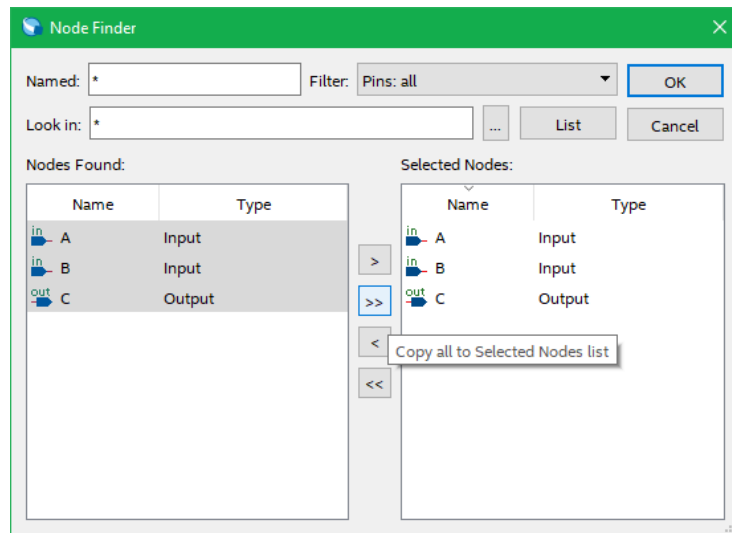 Node Finder
Named: * Filter: Pins: all OK
Look in: * ... List Cancel
Nodes Found: Selected Nodes:
Name Type Name Type
in A Input in A Input
in B Input > in B Input
out C Output >> out C Output
< Copy all to Selected Nodes list
<<